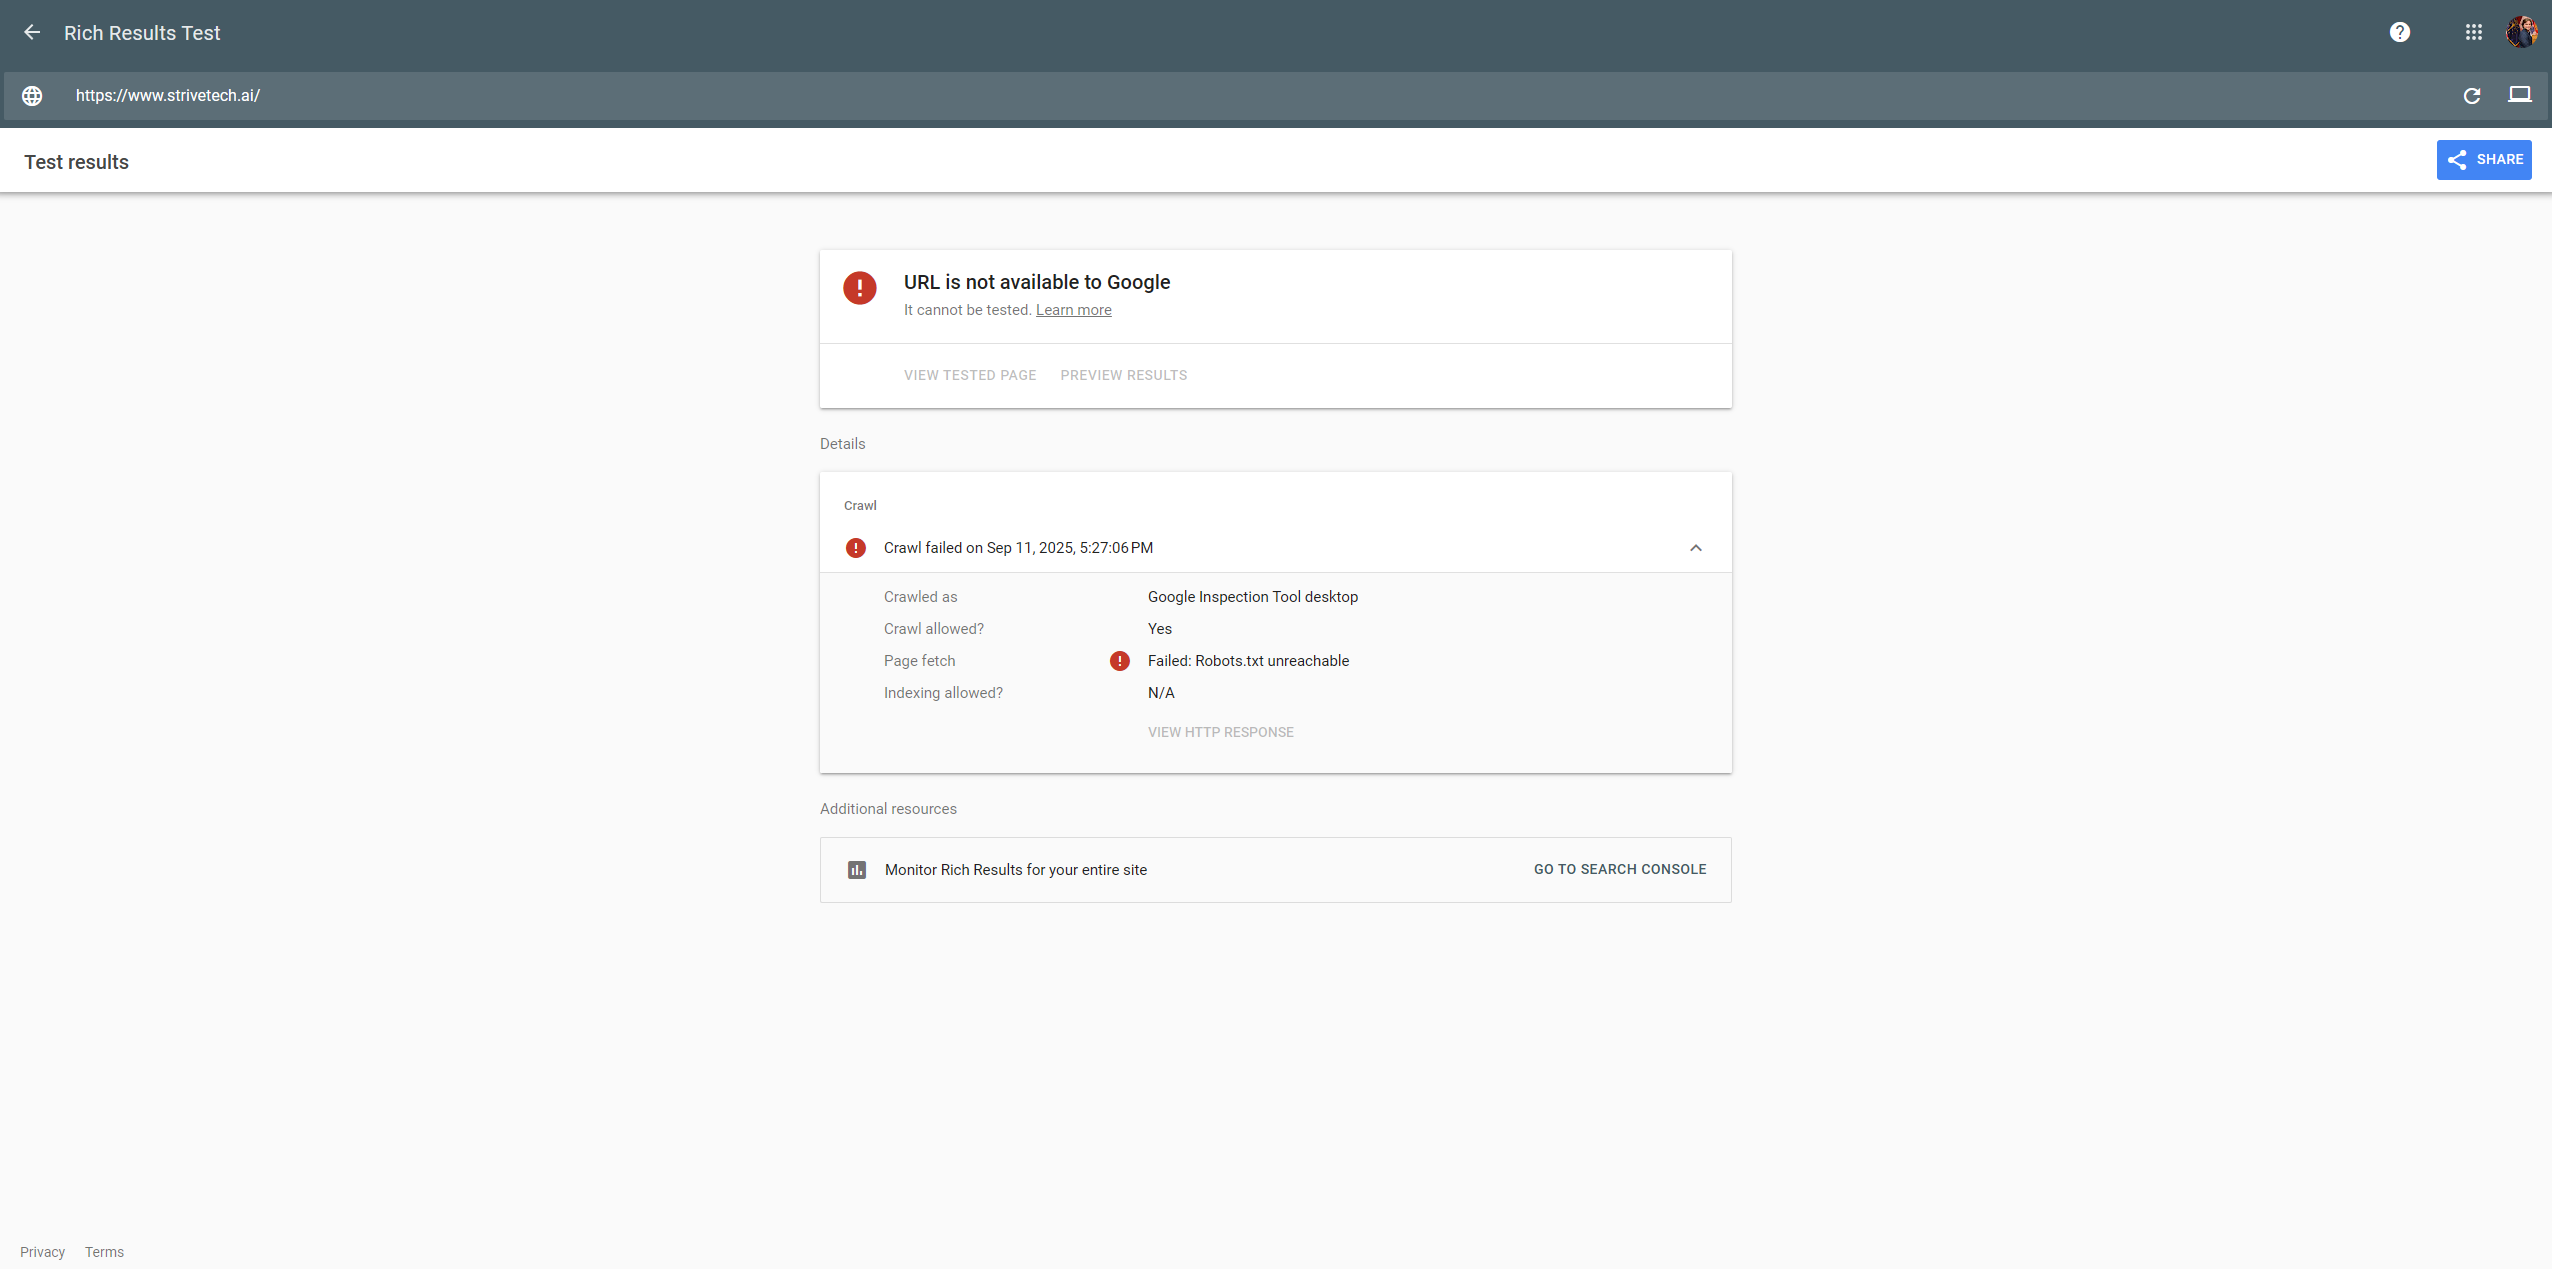 Rich Results Test
https://www.strivetech.ai/
Test results
SHARE
URL is not available to Google
It cannot be tested. Learn more
VIEW TESTED PAGE PREVIEW RESULTS
Details
Crawl
Crawl failed on Sep 11, 2025, 5:27:06 PM
Crawled as Google Inspection Tool desktop
Crawl allowed? Yes
Page fetch Failed: Robots.txt unreachable
Indexing allowed? N/A
VIEW HTTP RESPONSE
Additional resources
Monitor Rich Results for your entire site GO TO SEARCH CONSOLE
Privacy Terms